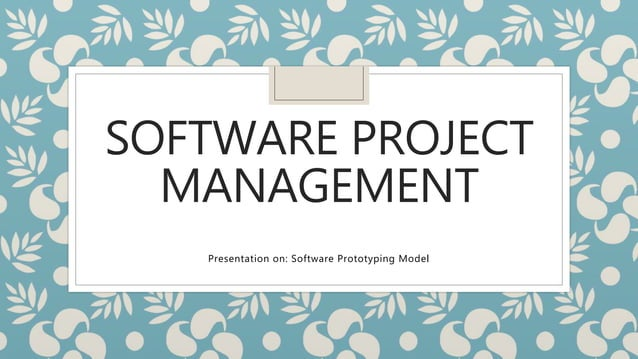 SOFTWARE PROJECT
MANAGEMENT
Presentation on: Software Prototyping Model